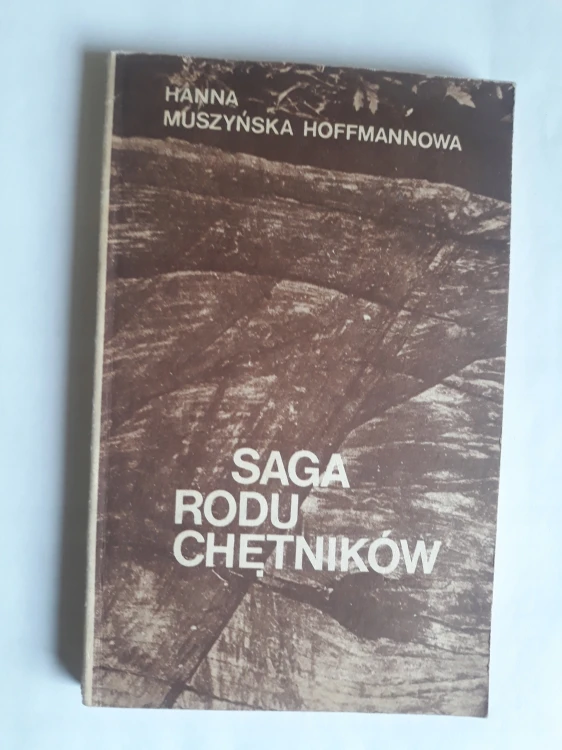 HANNA
MUSZYŃSKA HOFFMANNOWA
SAGA
RODU
CHĘTNIKÓW